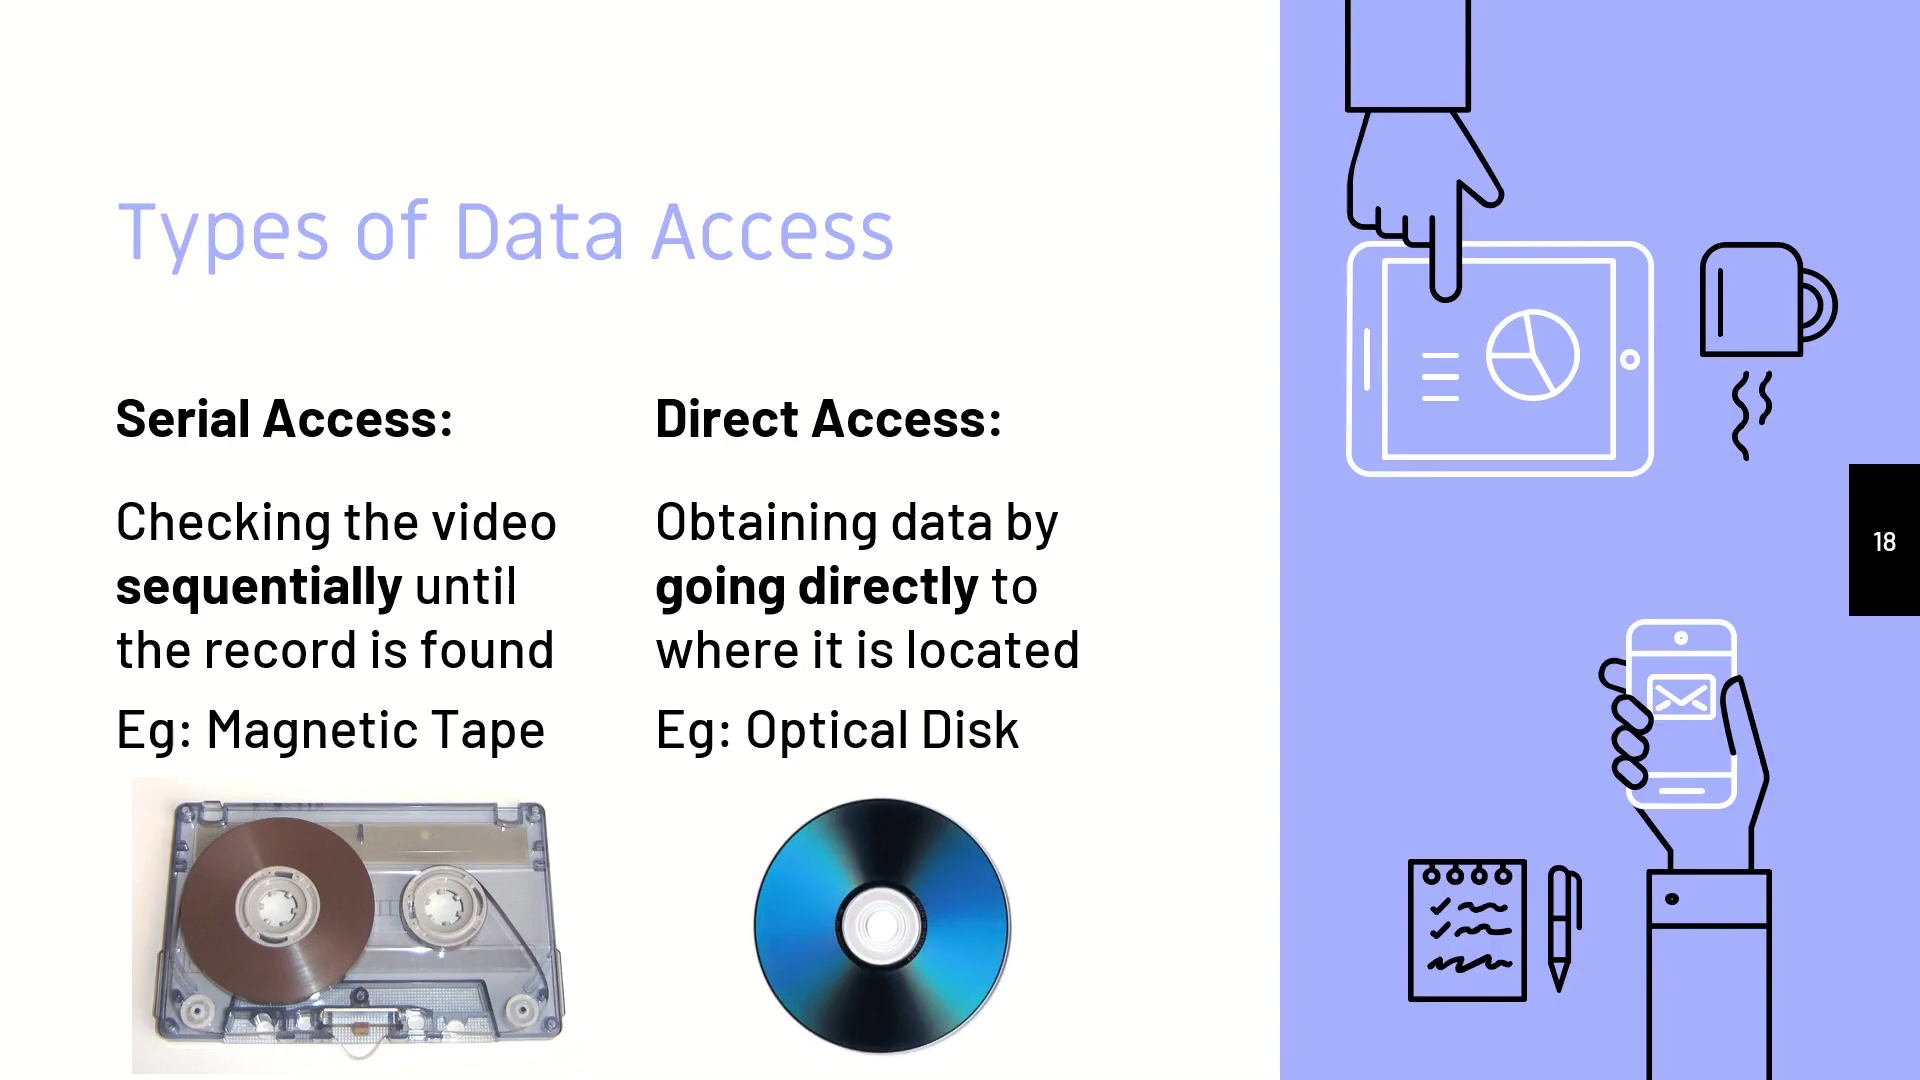 Types of Data Access
Serial Access:
Checking the video
sequentially until
the record is found
Eg: Magnetic Tape
Direct Access:
Obtaining data by
going directly to
where it is located
Eg: Optical Disk
18